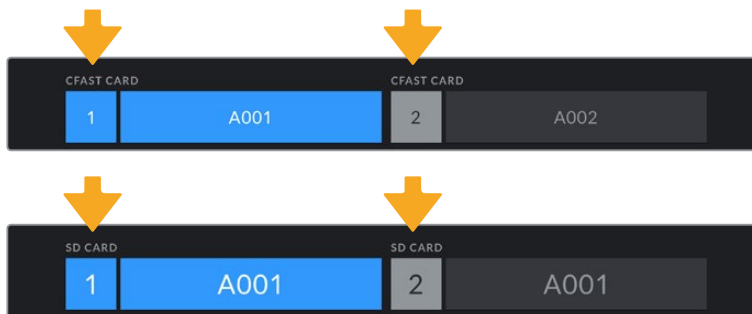 CFAST CARD CFAST CARD
1 A001 2 A002
SD CARD SD CARD
1 A001 2 A001